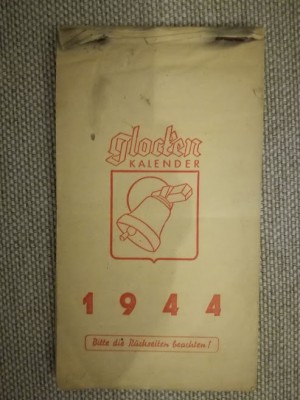 Glocken
KALENDER
1944
Bitte die Rückseiten beachten!